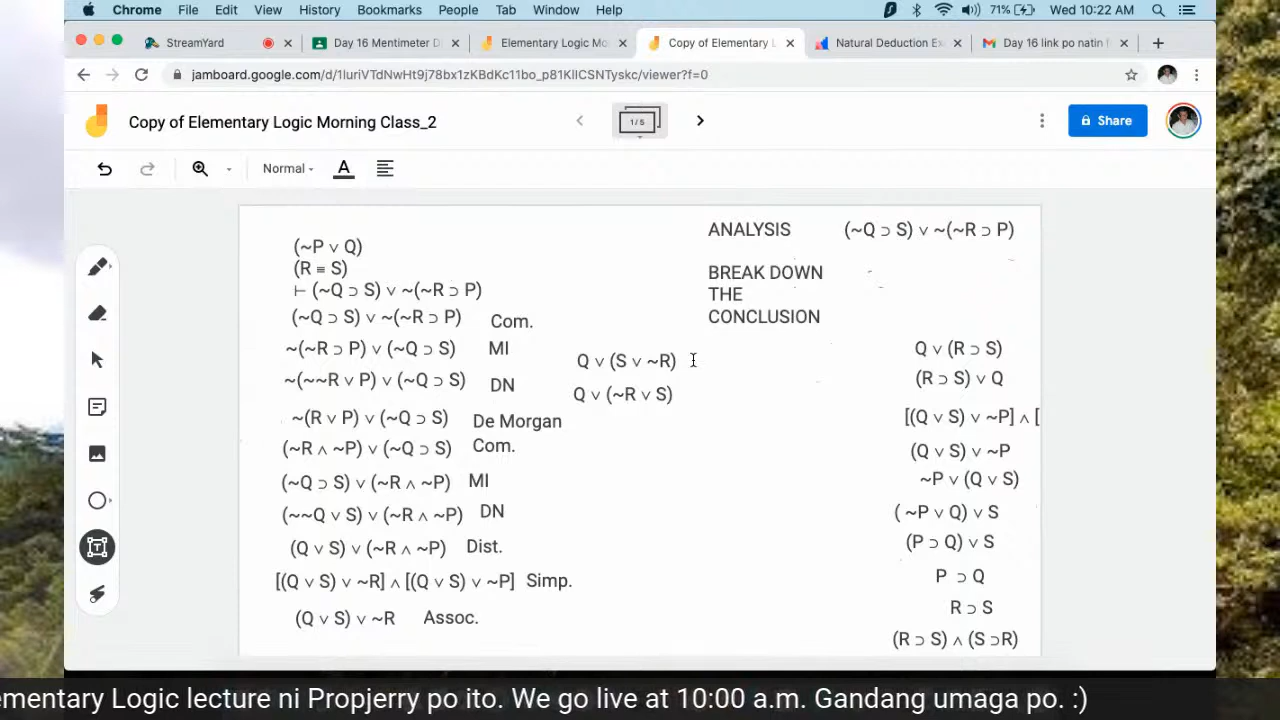 Chrome File Edit View History Bookmarks People Tab Window Help 71% Wed 10:22 AM
StreamYard Day 16 Mentimeter D Elementary Logic Mo Copy of Elementary L Natural Deduction Ex Day 16 link po natin f
jamboard.google.com/d/1luriVTdNwHt9j78bx1zKBdKc11bo_p81KIlCSNTyskc/viewer?f=0
Copy of Elementary Logic Morning Class_2 1/5 Share
Normal A
(~P ∨ Q)
(R ≡ S)
⊢ (~Q ⊃ S) ∨ ~(~R ⊃ P)
(~Q ⊃ S) ∨ ~(~R ⊃ P) Com.
~(~R ⊃ P) ∨ (~Q ⊃ S) MI
~(~~R ∨ P) ∨ (~Q ⊃ S) DN
~(R ∨ P) ∨ (~Q ⊃ S) De Morgan
(~R ∧ ~P) ∨ (~Q ⊃ S) Com.
(~Q ⊃ S) ∨ (~R ∧ ~P) MI
(~~Q ∨ S) ∨ (~R ∧ ~P) DN
(Q ∨ S) ∨ (~R ∧ ~P) Dist.
[(Q ∨ S) ∨ ~R] ∧ [(Q ∨ S) ∨ ~P] Simp.
(Q ∨ S) ∨ ~R Assoc.
Q ∨ (S ∨ ~R)
Q ∨ (~R ∨ S)
ANALYSIS (~Q ⊃ S) ∨ ~(~R ⊃ P)
BREAK DOWN
THE
CONCLUSION
Q ∨ (R ⊃ S)
(R ⊃ S) ∨ Q
[(Q ∨ S) ∨ ~P] ∧ [
(Q ∨ S) ∨ ~P
~P ∨ (Q ∨ S)
( ~P ∨ Q) ∨ S
(P ⊃ Q) ∨ S
P ⊃ Q
R ⊃ S
(R ⊃ S) ∧ (S ⊃R)
ementary Logic lecture ni Propjerry po ito. We go live at 10:00 a.m. Gandang umaga po. :)